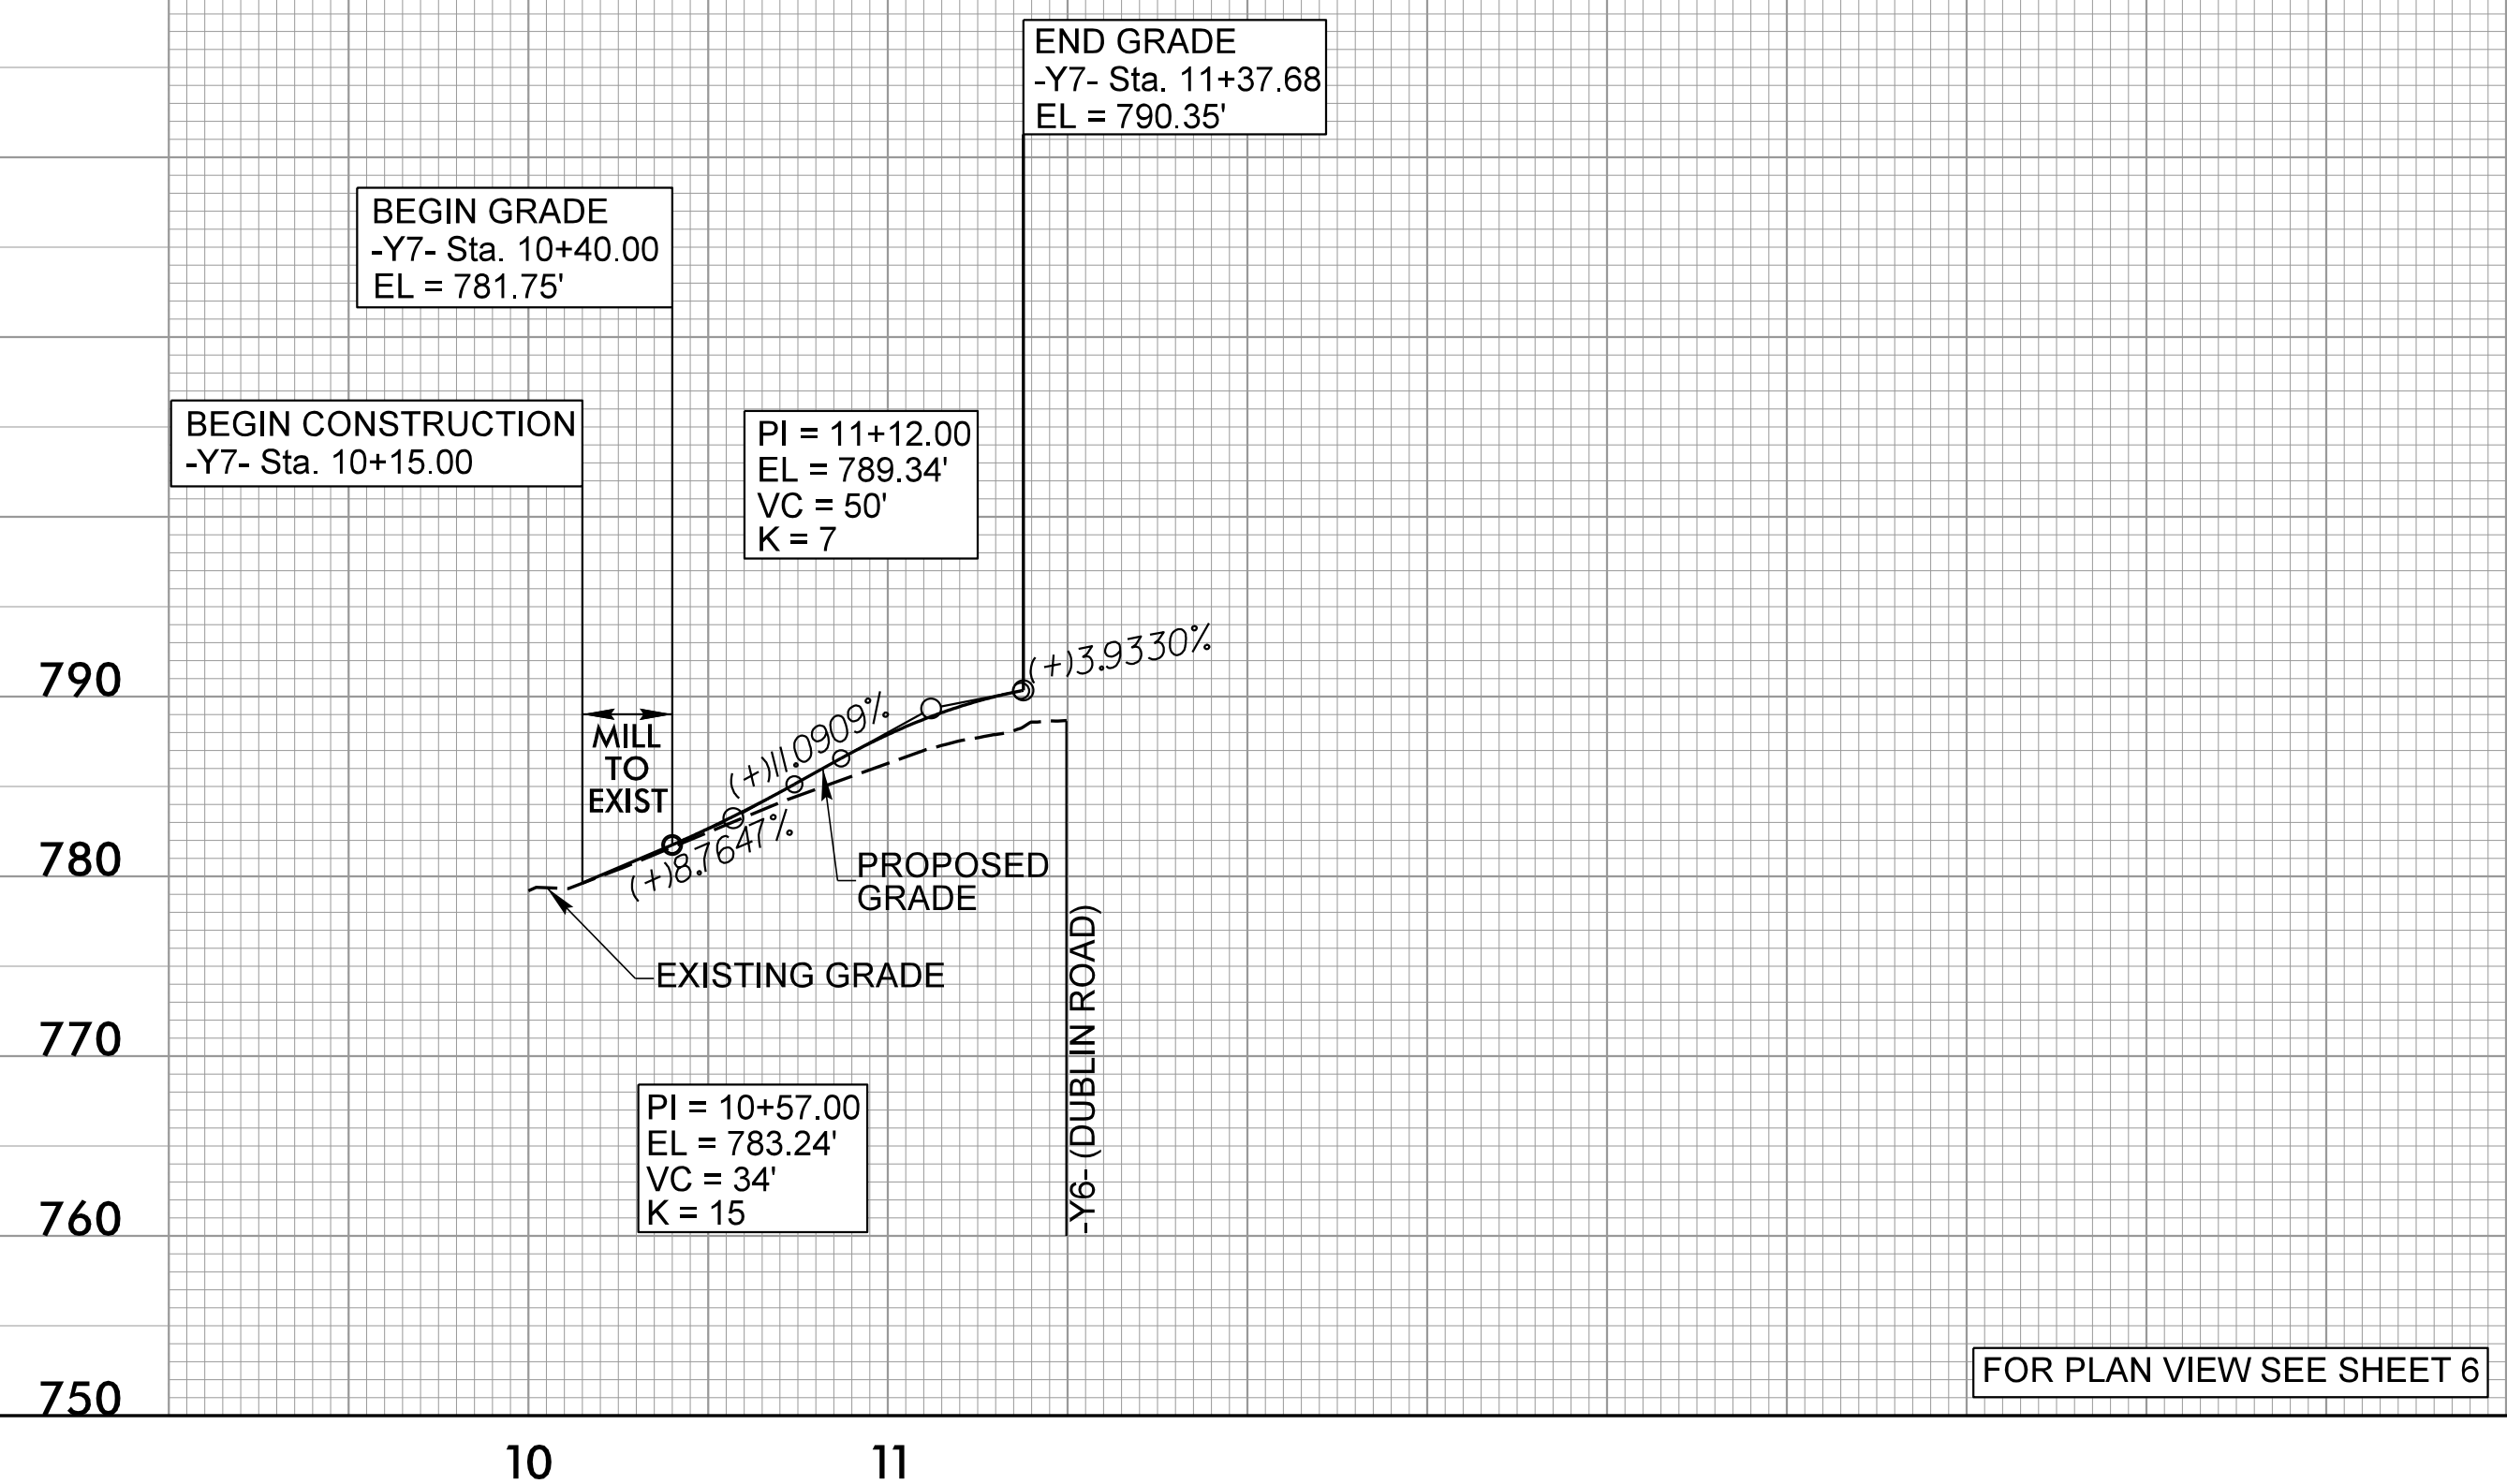 END GRADE
-Y7- Sta. 11+37.68
EL = 790.35'
BEGIN GRADE
-Y7- Sta. 10+40.00
EL = 781.75'
BEGIN CONSTRUCTION
-Y7- Sta. 10+15.00
PI = 11+12.00
EL = 789.34'
VC = 50'
K = 7
(+)3.9330%
790
(+)11.0909%
MILL
TO
EXIST
780
(+)8.7647%
PROPOSED
GRADE
EXISTING GRADE
770
-Y6- (DUBLIN ROAD)
PI = 10+57.00
EL = 783.24'
VC = 34'
K = 15
760
FOR PLAN VIEW SEE SHEET 6
750
10
11